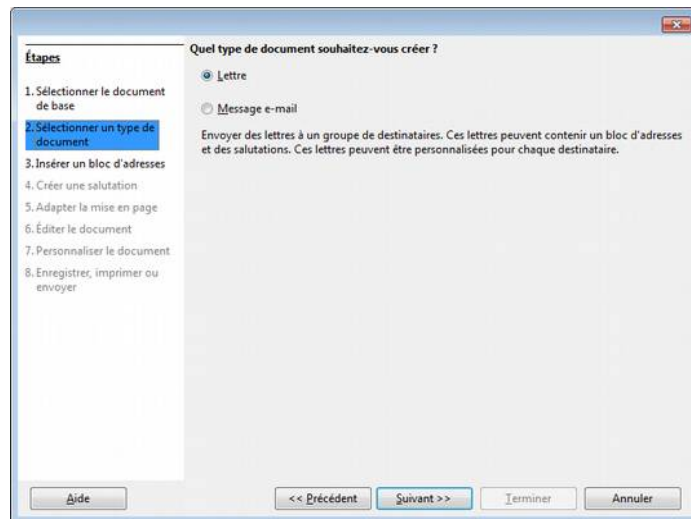 Étapes
1. Sélectionner le document
de base
2. Sélectionner un type de
document
3. Insérer un bloc d'adresses
4. Créer une salutation
5. Adapter la mise en page
6. Éditer le document
7. Personnaliser le document
8. Enregistrer, imprimer ou
envoyer
Quel type de document souhaitez-vous créer ?
Lettre
Message e-mail
Envoyer des lettres à un groupe de destinataires. Ces lettres peuvent contenir un bloc d'adresses
et des salutations. Ces lettres peuvent être personnalisées pour chaque destinataire.
Aide
<< Précédent
Suivant >>
Terminer
Annuler